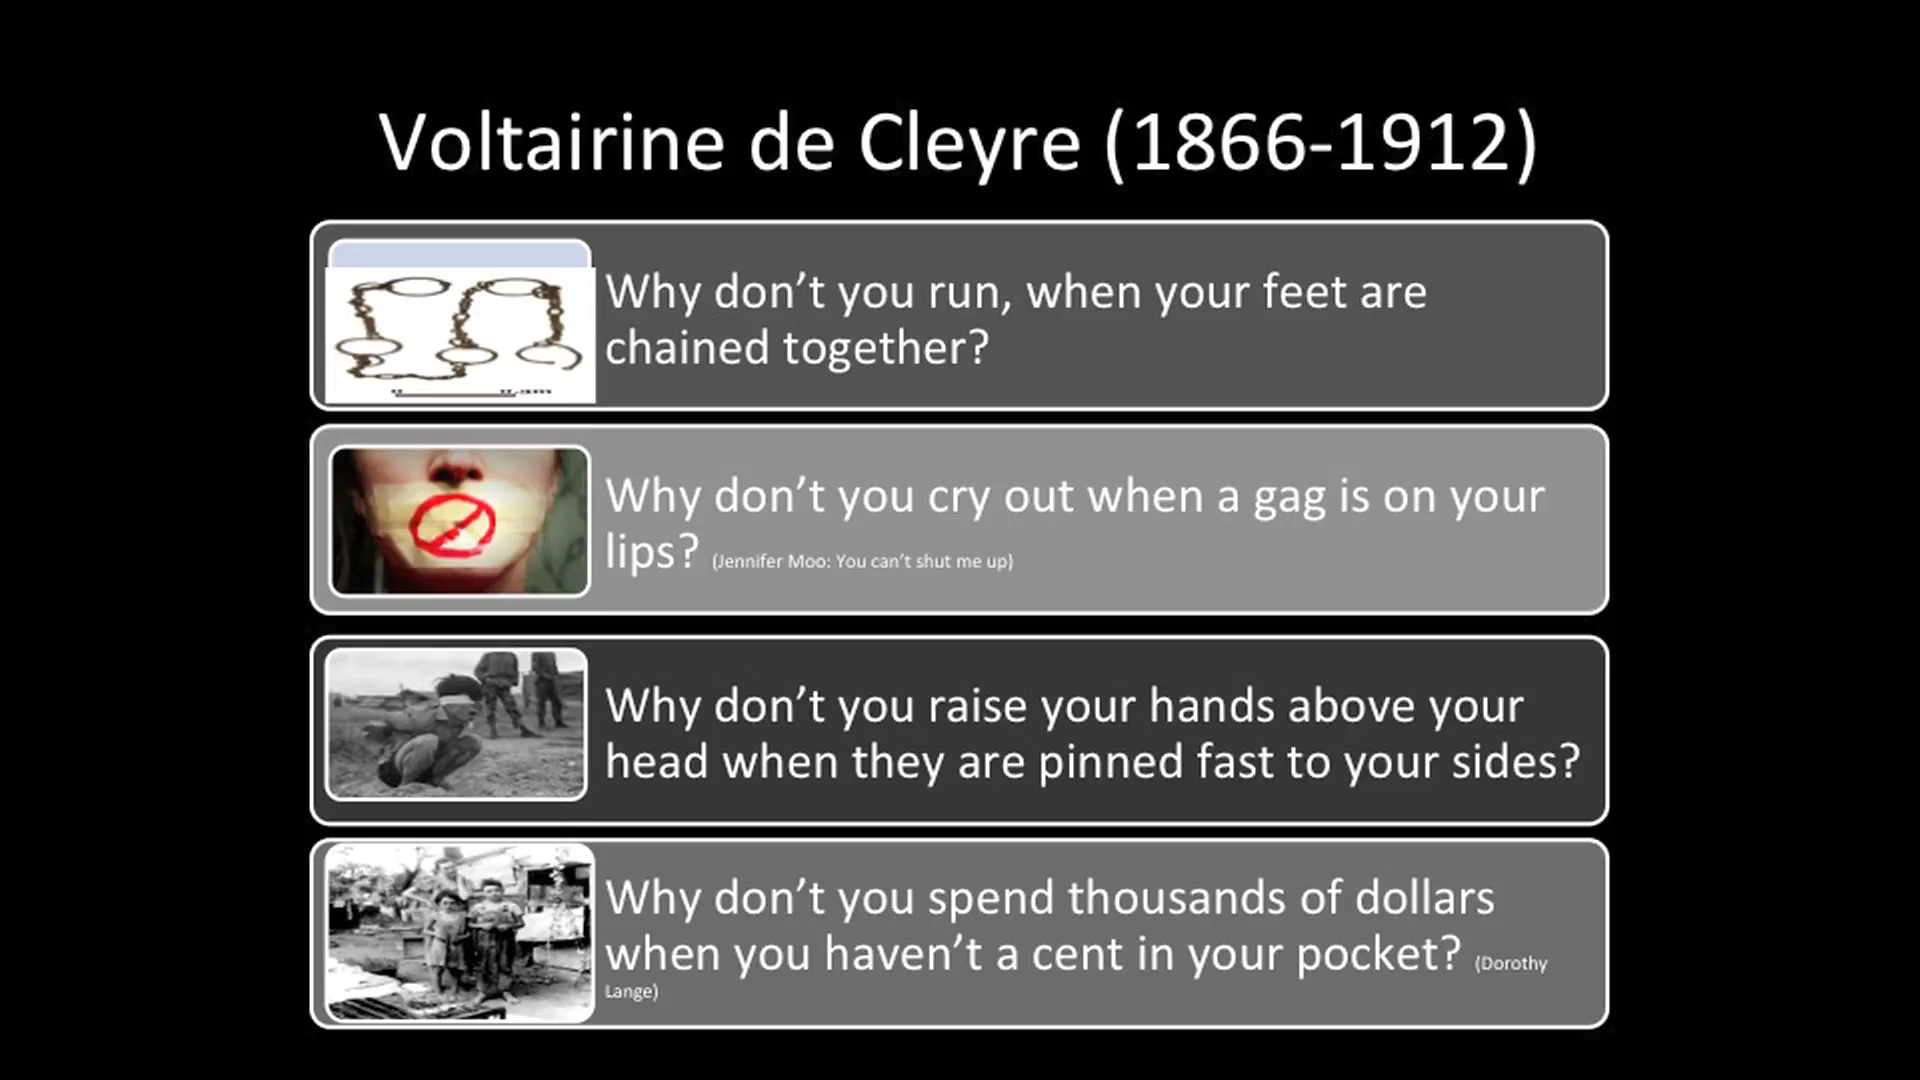 Voltairine de Cleyre (1866-1912)
Why don’t you run, when your feet are
chained together?
Why don’t you cry out when a gag is on your
lips? (Jennifer Moo: You can’t shut me up)
Why don’t you raise your hands above your
head when they are pinned fast to your sides?
Why don’t you spend thousands of dollars
when you haven’t a cent in your pocket? (Dorothy
Lange)